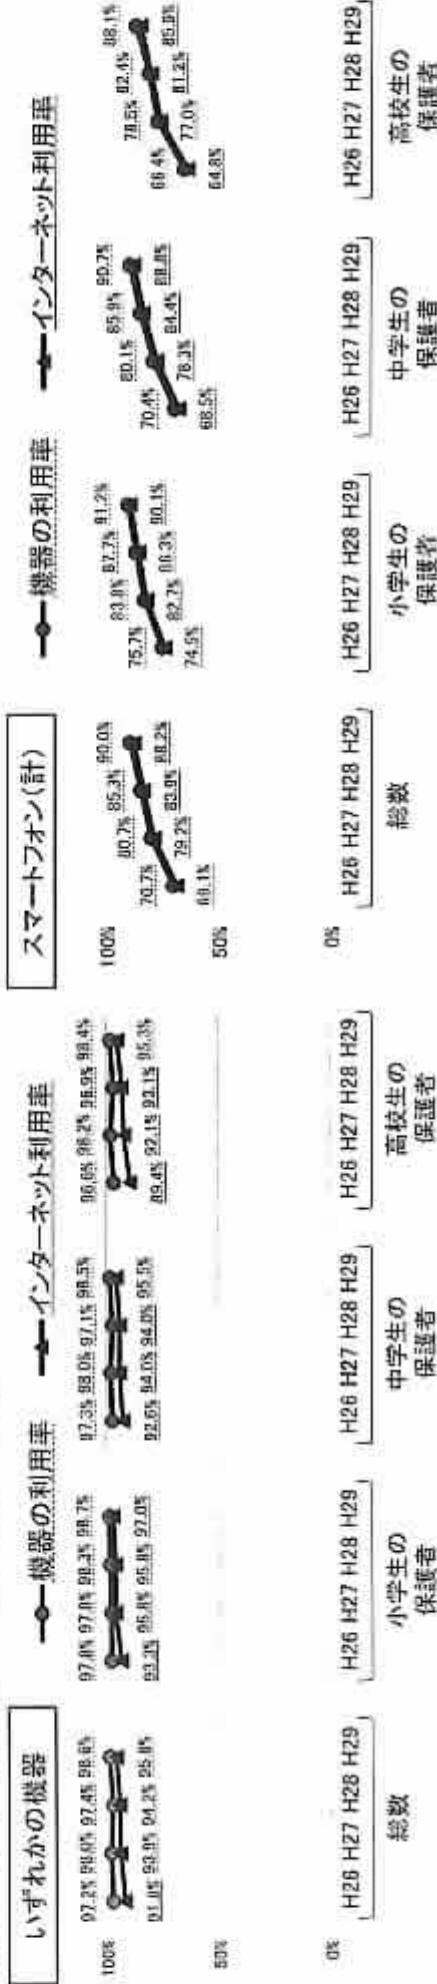 いずれかの機器
機器の利用率
インターネット利用率
100%
50%
0%
97.2% 98.0% 97.4% 98.6%
91.8% 93.9% 94.2% 95.8%
H26 H27 H28 H29
総数
97.8% 97.8% 98.3% 98.7%
93.3% 95.8% 95.8% 97.0%
H26 H27 H28 H29
小学生の
保護者
97.3% 98.0% 97.1% 98.5%
92.6% 94.0% 94.0% 95.5%
H26 H27 H28 H29
中学生の
保護者
96.6% 98.2% 96.9% 98.4%
89.4% 92.1% 93.1% 95.3%
H26 H27 H28 H29
高校生の
保護者
スマートフォン(計)
機器の利用率
インターネット利用率
100%
50%
0%
70.7% 80.7% 85.3% 90.0%
69.1% 79.2% 83.9% 88.2%
H26 H27 H28 H29
総数
75.7% 83.8% 87.7% 91.2%
74.5% 82.7% 86.3% 90.1%
H26 H27 H28 H29
小学生の
保護者
70.4% 80.1% 85.9% 90.7%
68.5% 78.3% 84.4% 88.8%
H26 H27 H28 H29
中学生の
保護者
66.4% 78.5% 82.4% 88.1%
64.8% 77.0% 81.2%
H26 H27 H28 H29
高校生の
保護者